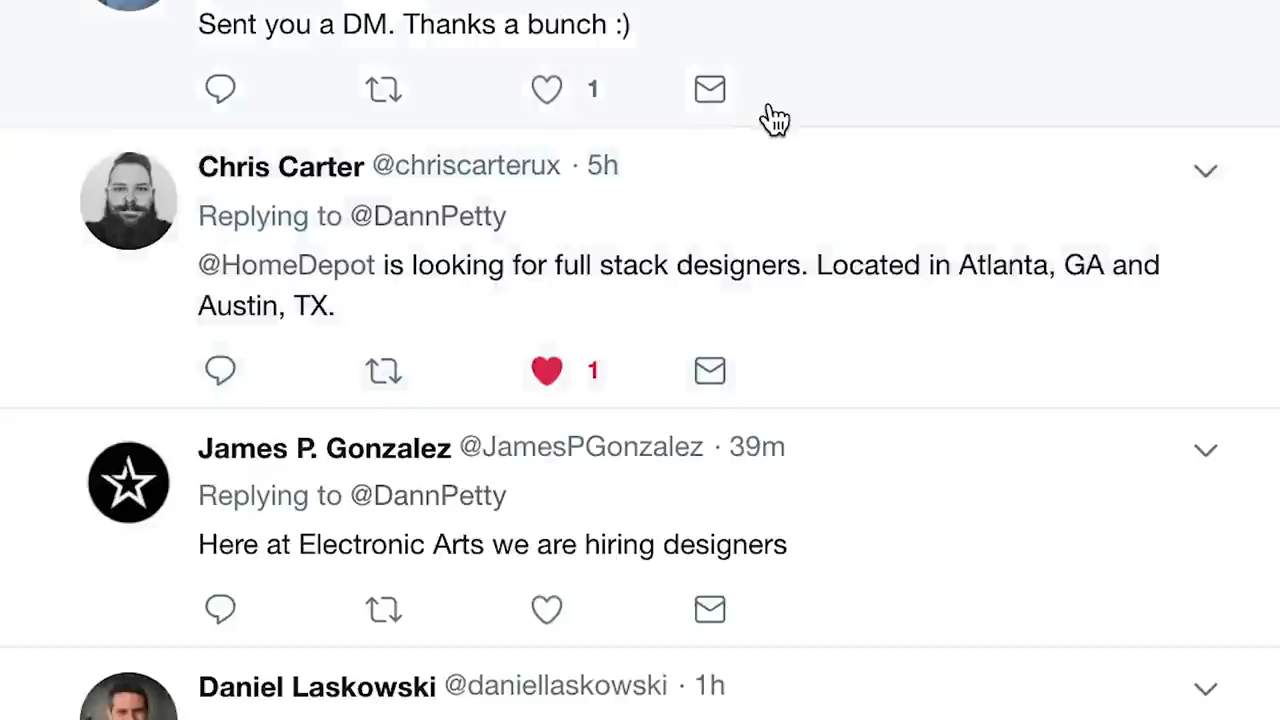 Sent you a DM. Thanks a bunch :)
1
Chris Carter @chriscarterux · 5h
Replying to @DannPetty
@HomeDepot is looking for full stack designers. Located in Atlanta, GA and
Austin, TX.
1
James P. Gonzalez @JamesPGonzalez · 39m
Replying to @DannPetty
Here at Electronic Arts we are hiring designers
Daniel Laskowski @daniellaskowski · 1h